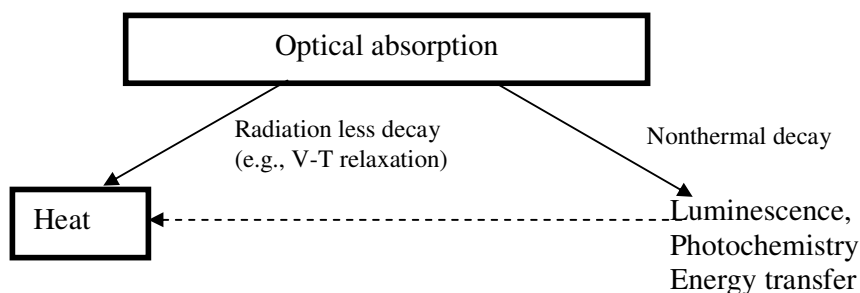 Optical absorption
Radiation less decay
(e.g., V-T relaxation)
Nonthermal decay
Heat
Luminescence,
Photochemistry
Energy transfer